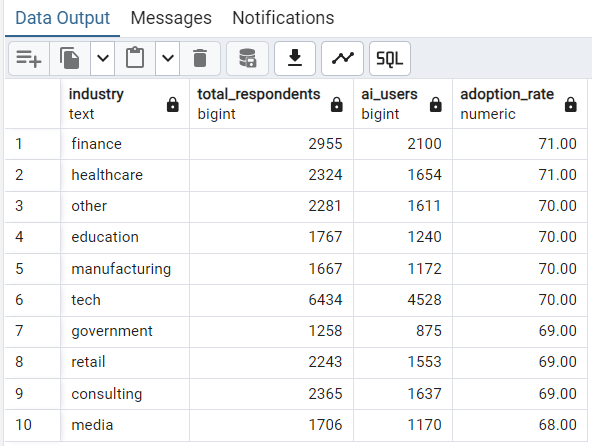 Data Output Messages Notifications
SQL
industry total_respondents ai_users adoption_rate
text bigint bigint numeric
1 finance 2955 2100 71.00
2 healthcare 2324 1654 71.00
3 other 2281 1611 70.00
4 education 1767 1240 70.00
5 manufacturing 1667 1172 70.00
6 tech 6434 4528 70.00
7 government 1258 875 69.00
8 retail 2243 1553 69.00
9 consulting 2365 1637 69.00
10 media 1706 1170 68.00